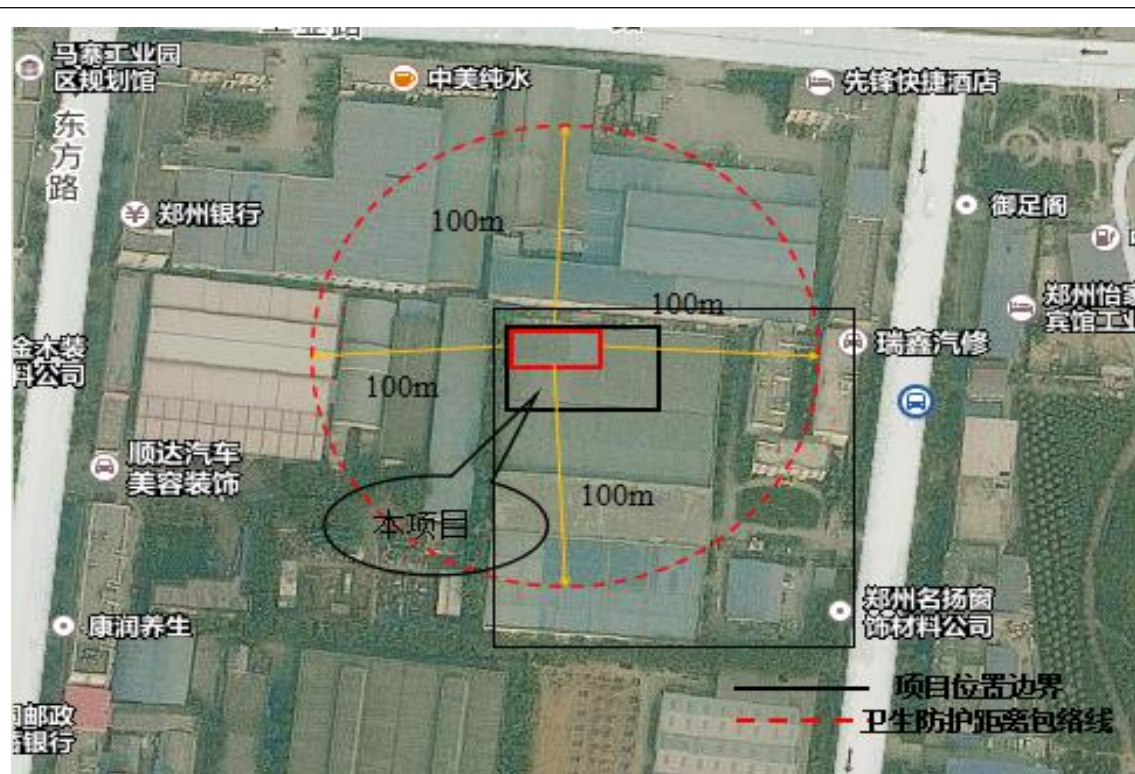 马寨工业园
区规划馆
中美纯水
先锋快捷酒店
东方路
郑州银行
100m
御足阁
100m
郑州怡家
宾馆工业
瑞鑫汽修
金木装
料公司
100m
顺达汽车
美容装饰
100m
本项目
郑州名扬窗
饰材料公司
康润养生
项目位置边界
邮政
银行
卫生防护距离包络线